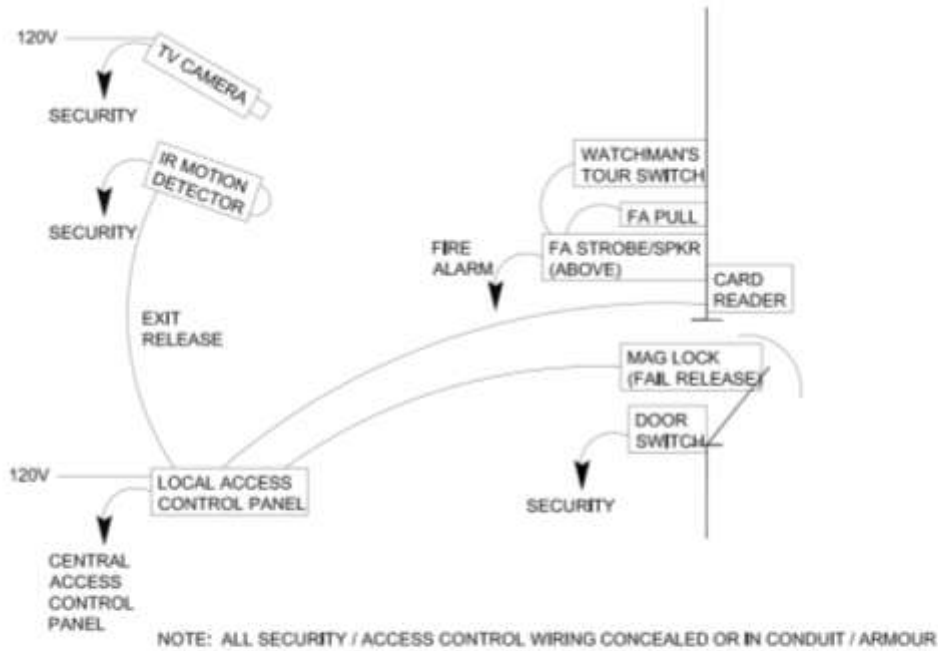 120V
TV CAMERA
SECURITY
IR MOTION
DETECTOR
SECURITY
EXIT
RELEASE
WATCHMAN'S
TOUR SWITCH
FA PULL
FIRE
ALARM
FA STROBE/SPKR
(ABOVE)
CARD
READER
MAG LOCK
(FAIL RELEASE)
DOOR
SWITCH
SECURITY
120V
LOCAL ACCESS
CONTROL PANEL
CENTRAL
ACCESS
CONTROL
PANEL
NOTE: ALL SECURITY / ACCESS CONTROL WIRING CONCEALED OR IN CONDUIT / ARMOUR